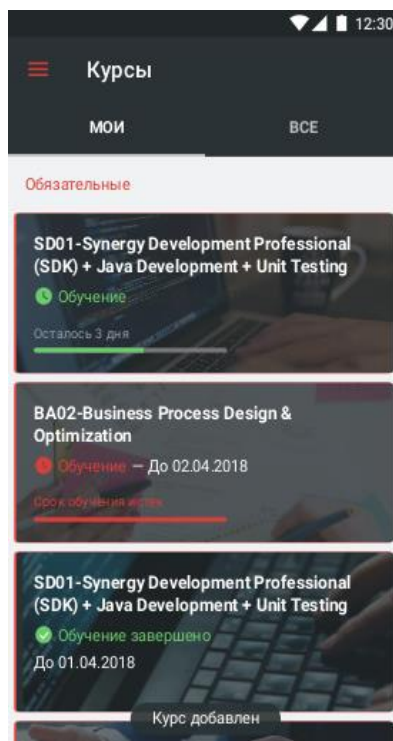 12:30
Курсы
МОИ
ВСЕ
Обязательные
SD01-Synergy Development Professional
(SDK) + Java Development + Unit Testing
Обучение
Осталось 3 дня
BA02-Business Process Design &
Optimization
Обучение — До 02.04.2018
Срок обучения истек
SD01-Synergy Development Professional
(SDK) + Java Development + Unit Testing
Обучение завершено
До 01.04.2018
Курс добавлен